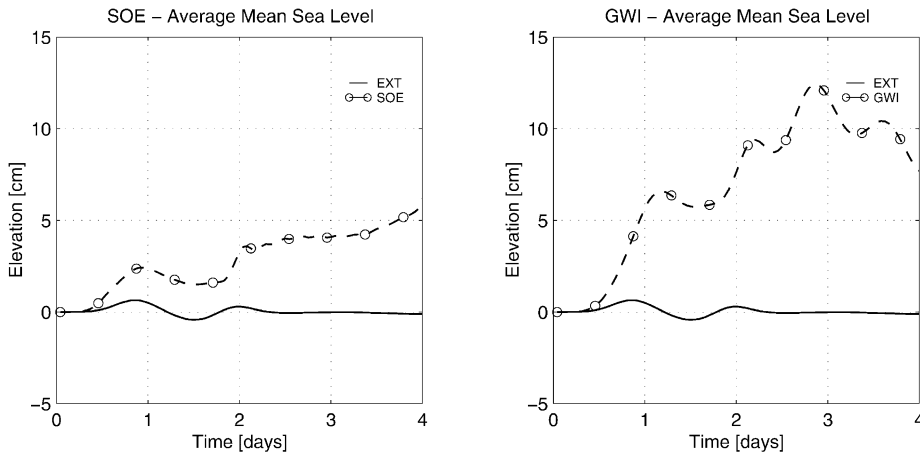 SOE – Average Mean Sea Level
15
10
5
0
−5
Elevation [cm]
EXT
SOE
0 1 2 3 4
Time [days]
GWI – Average Mean Sea Level
15
10
5
0
−5
Elevation [cm]
EXT
GWI
0 1 2 3 4
Time [days]